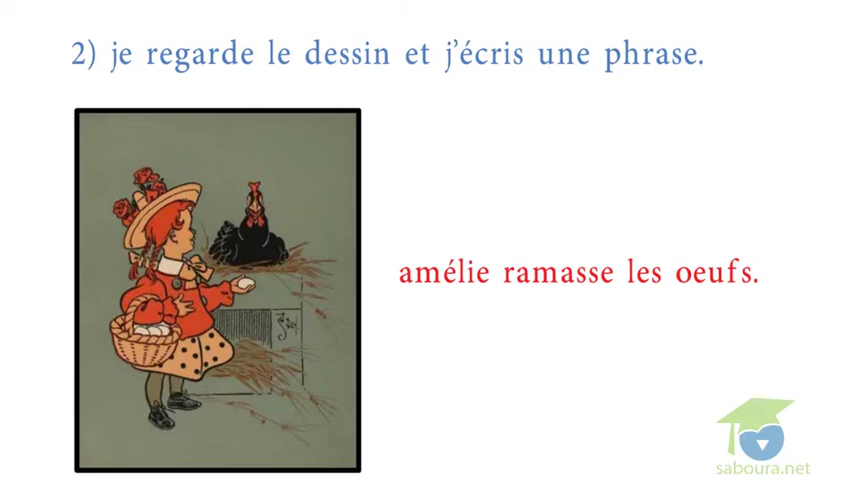 2) je regarde le dessin et j'écris une phrase.
amélie ramasse les oeufs.
saboura.net